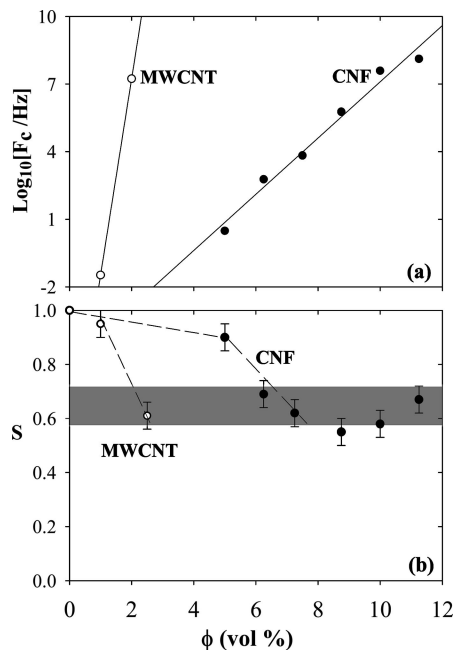 10
7
4
1
-2
Log10[Fc /Hz]
MWCNT
CNF
(a)
1.0
0.8
0.6
0.4
0.2
0.0
S
CNF
MWCNT
(b)
0 2 4 6 8 10 12
ϕ (vol %)